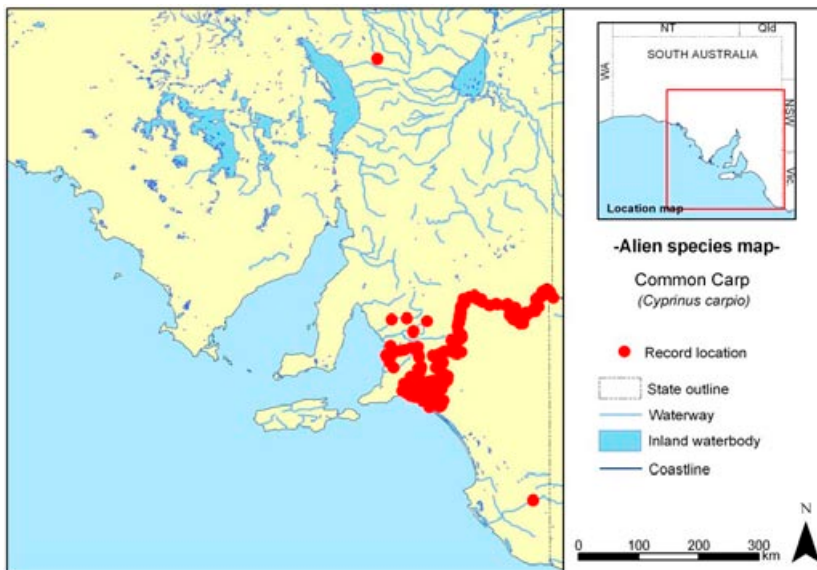 NT
Qld
SOUTH AUSTRALIA
WA
NSW
Vic
Location map
-Alien species map-
Common Carp
(Cyprinus carpio)
Record location
State outline
Waterway
Inland waterbody
Coastline
N
0 100 200 300
km